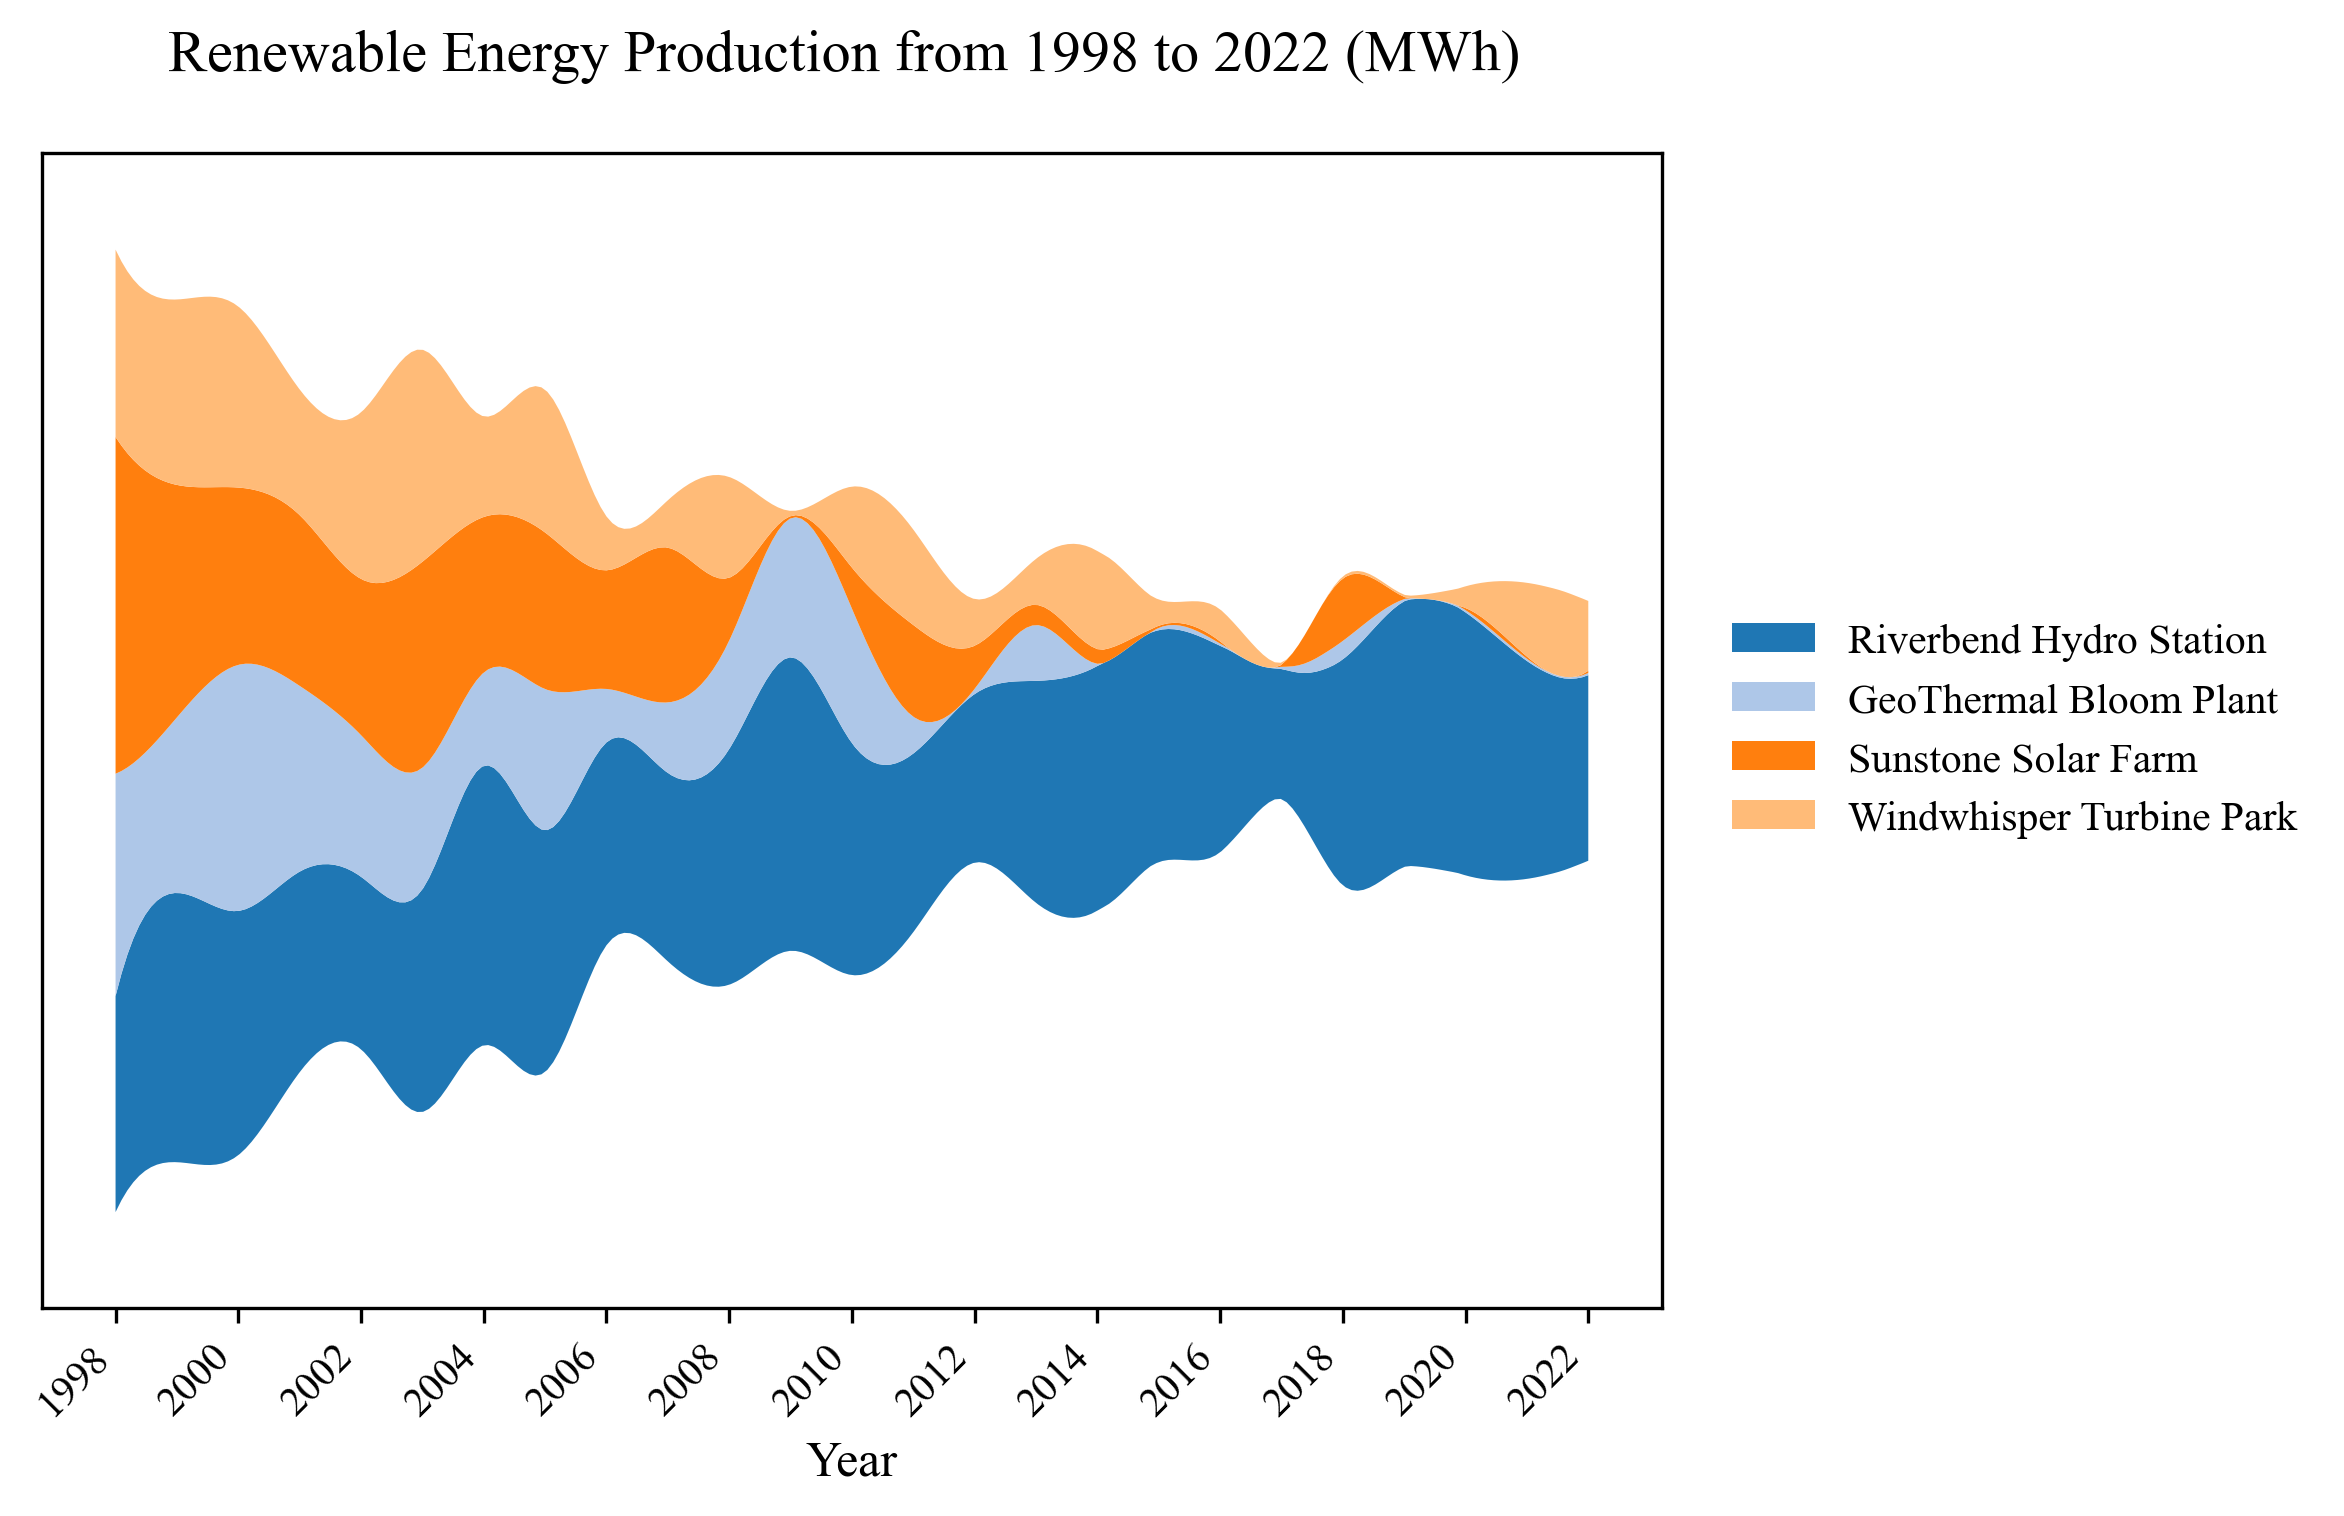 Renewable Energy Production from 1998 to 2022 (MWh)
Riverbend Hydro Station
GeoThermal Bloom Plant
Sunstone Solar Farm
Windwhisper Turbine Park
1998
2000
2002
2004
2006
2008
2010
2012
2014
2016
2018
2020
2022
Year